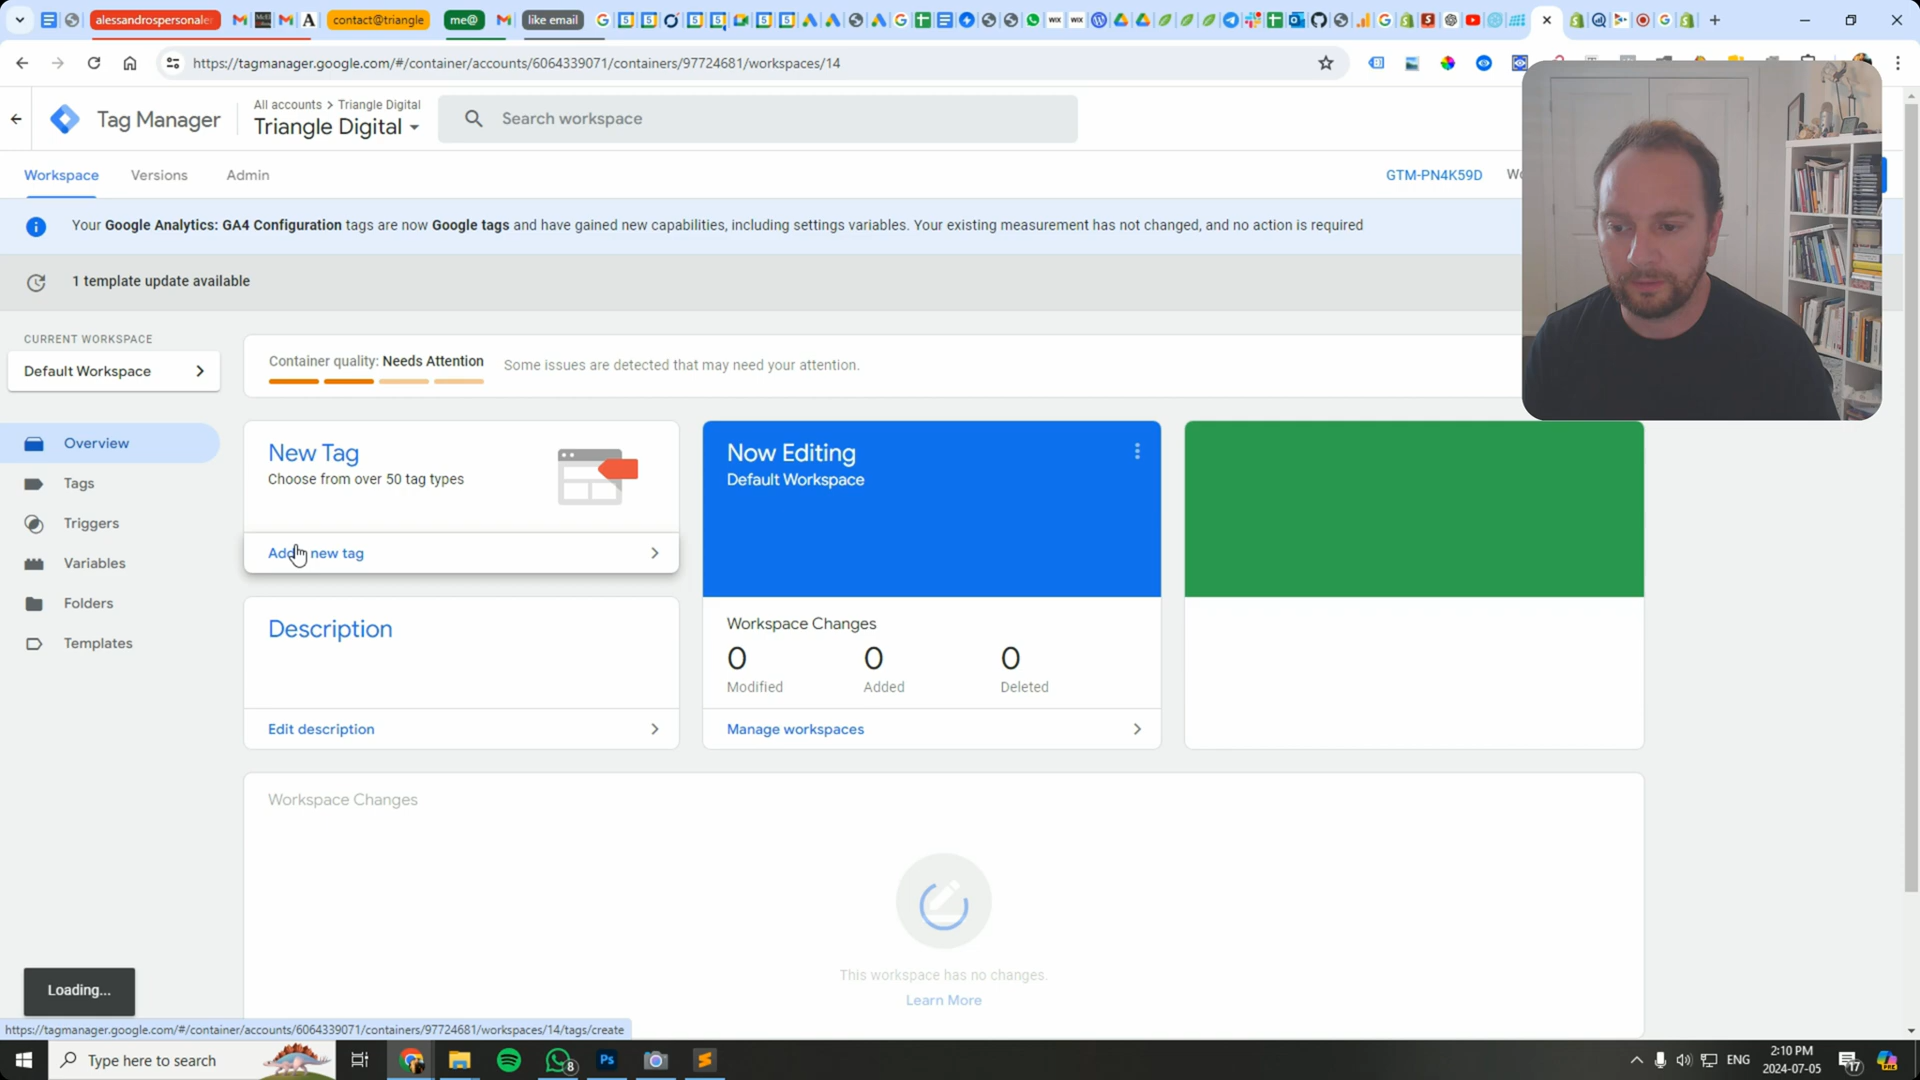 alessandrospersonale
contact@triangle
me@
like email
https://tagmanager.google.com/#/container/accounts/6064339071/containers/97724681/workspaces/14
Tag Manager
All accounts > Triangle Digital
Triangle Digital
Search workspace
Workspace
Versions
Admin
GTM-PN4K59D
Your Google Analytics: GA4 Configuration tags are now Google tags and have gained new capabilities, including settings variables. Your existing measurement has not changed, and no action is required
1 template update available
CURRENT WORKSPACE
Default Workspace
Container quality: Needs Attention
Some issues are detected that may need your attention.
Overview
Tags
Triggers
Variables
Folders
Templates
New Tag
Choose from over 50 tag types
Add new tag
Description
Edit description
Now Editing
Default Workspace
Workspace Changes
0
0
0
Modified
Added
Deleted
Manage workspaces
Workspace Changes
This workspace has no changes.
Learn More
Loading...
https://tagmanager.google.com/#/container/accounts/6064339071/containers/97724681/workspaces/14/tags/create
Type here to search
8
Ps
ENG
2:10 PM
2024-07-05
17